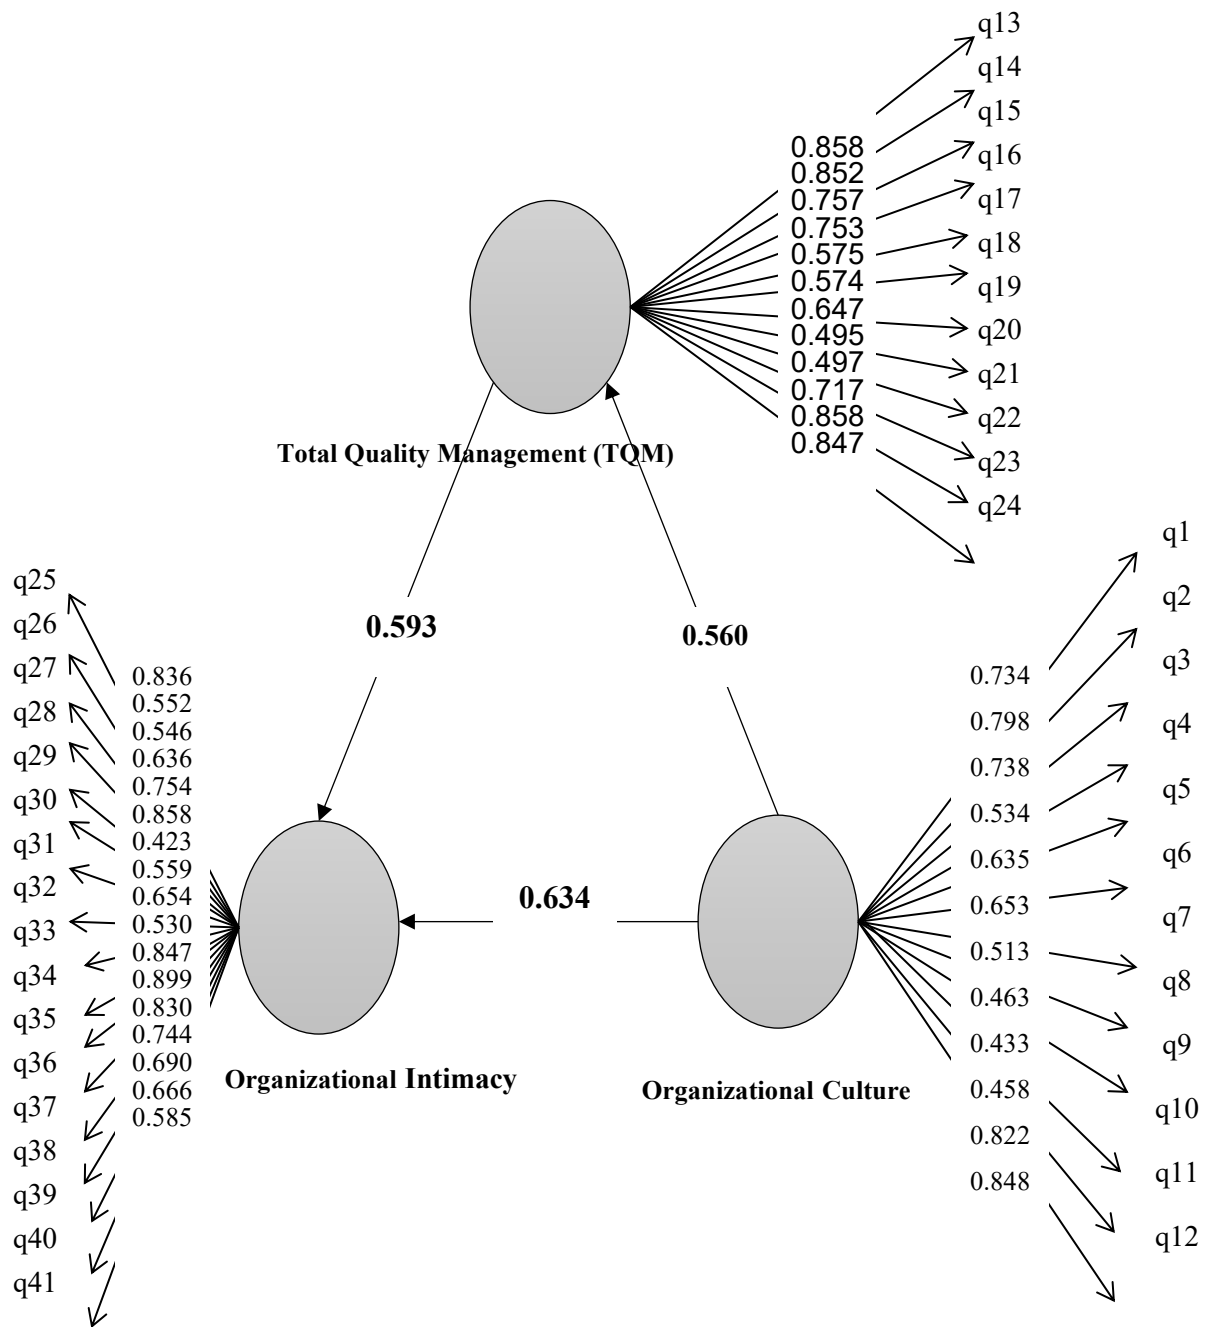 q13
q14
q15
q16
q17
q18
q19
q20
q21
q22
q23
q24
0.858
0.852
0.757
0.753
0.575
0.574
0.647
0.495
0.497
0.717
0.858
0.847
Total Quality Management (TQM)
0.593
0.560
q25
q26
q27
q28
q29
q30
q31
q32
q33
q34
q35
q36
q37
q38
q39
q40
q41
0.836
0.552
0.546
0.636
0.754
0.858
0.423
0.559
0.654
0.530
0.847
0.899
0.830
0.744
0.690
0.666
0.585
0.634
Organizational Intimacy
Organizational Culture
0.734
0.798
0.738
0.534
0.635
0.653
0.513
0.463
0.433
0.458
0.822
0.848
q1
q2
q3
q4
q5
q6
q7
q8
q9
q10
q11
q12